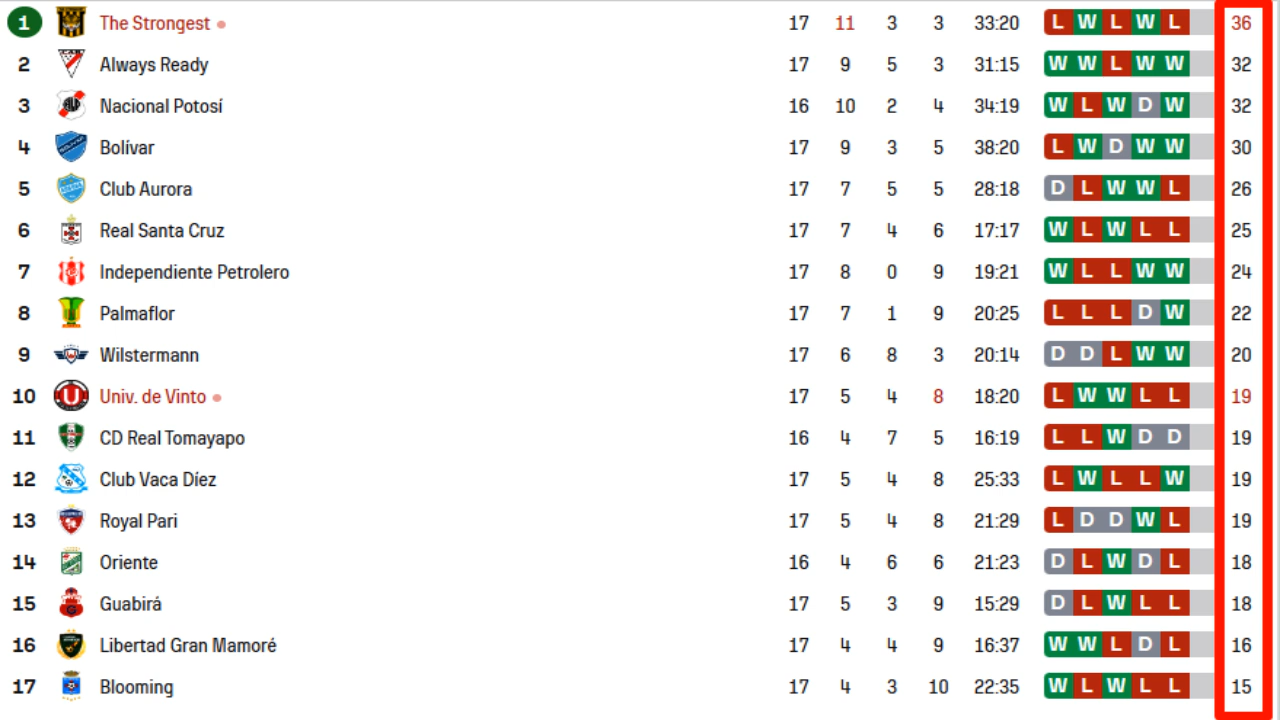 1 The Strongest 17 11 3 3 33:20 L W L W L 36
2 Always Ready 17 9 5 3 31:15 W W L W W 32
3 Nacional Potosí 16 10 2 4 34:19 W L W D W 32
4 Bolívar 17 9 3 5 38:20 L W D W W 30
5 Club Aurora 17 7 5 5 28:18 D L W W L 26
6 Real Santa Cruz 17 7 4 6 17:17 W L W L L 25
7 Independiente Petrolero 17 8 0 9 19:21 W L L W W 24
8 Palmaflor 17 7 1 9 20:25 L L L D W 22
9 Wilstermann 17 6 8 3 20:14 D D L W W 20
10 Univ. de Vinto 17 5 4 8 18:20 L W W L L 19
11 CD Real Tomayapo 16 4 7 5 16:19 L L W D D 19
12 Club Vaca Díez 17 5 4 8 25:33 L W L L W 19
13 Royal Pari 17 5 4 8 21:29 L D D W L 19
14 Oriente 16 4 6 6 21:23 D L W D L 18
15 Guabirá 17 5 3 9 15:29 D L W L L 18
16 Libertad Gran Mamoré 17 4 4 9 16:37 W W L D L 16
17 Blooming 17 4 3 10 22:35 W L W L L 15